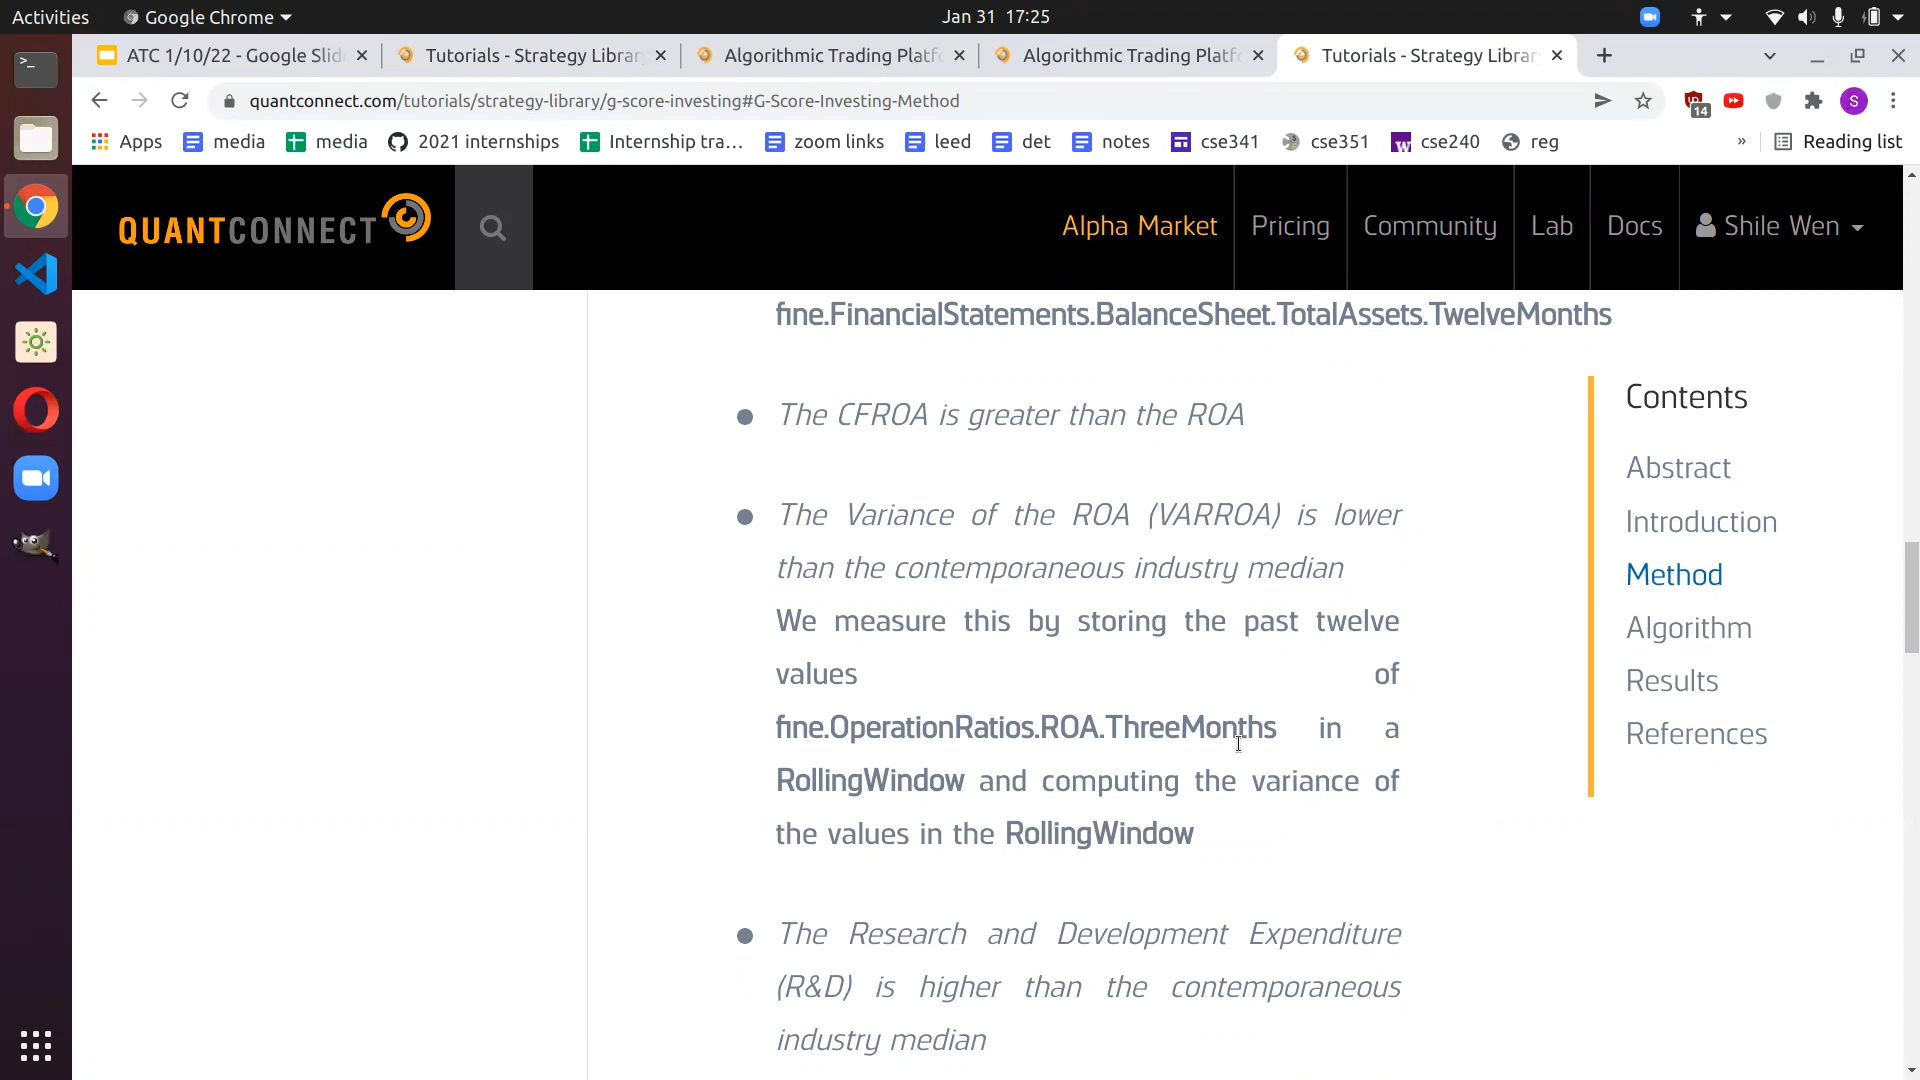 Activities
Google Chrome
Jan 31 17:25
ATC 1/10/22 - Google Slid
Tutorials - Strategy Librar
Algorithmic Trading Platf
Algorithmic Trading Platf
Tutorials - Strategy Librar
quantconnect.com/tutorials/strategy-library/g-score-investing#G-Score-Investing-Method
14
S
Apps
media
media
2021 internships
Internship tra...
zoom links
leed
det
notes
cse341
cse351
cse240
reg
»
Reading list
QUANTCONNECT
Alpha Market
Pricing
Community
Lab
Docs
Shile Wen
fine.FinancialStatements.BalanceSheet.TotalAssets.TwelveMonths
The CFROA is greater than the ROA
The Variance of the ROA (VARROA) is lower
than the contemporaneous industry median
We measure this by storing the past twelve
values of
fine.OperationRatios.ROA.ThreeMonths in a
RollingWindow and computing the variance of
the values in the RollingWindow
The Research and Development Expenditure
(R&D) is higher than the contemporaneous
industry median
Contents
Abstract
Introduction
Method
Algorithm
Results
References